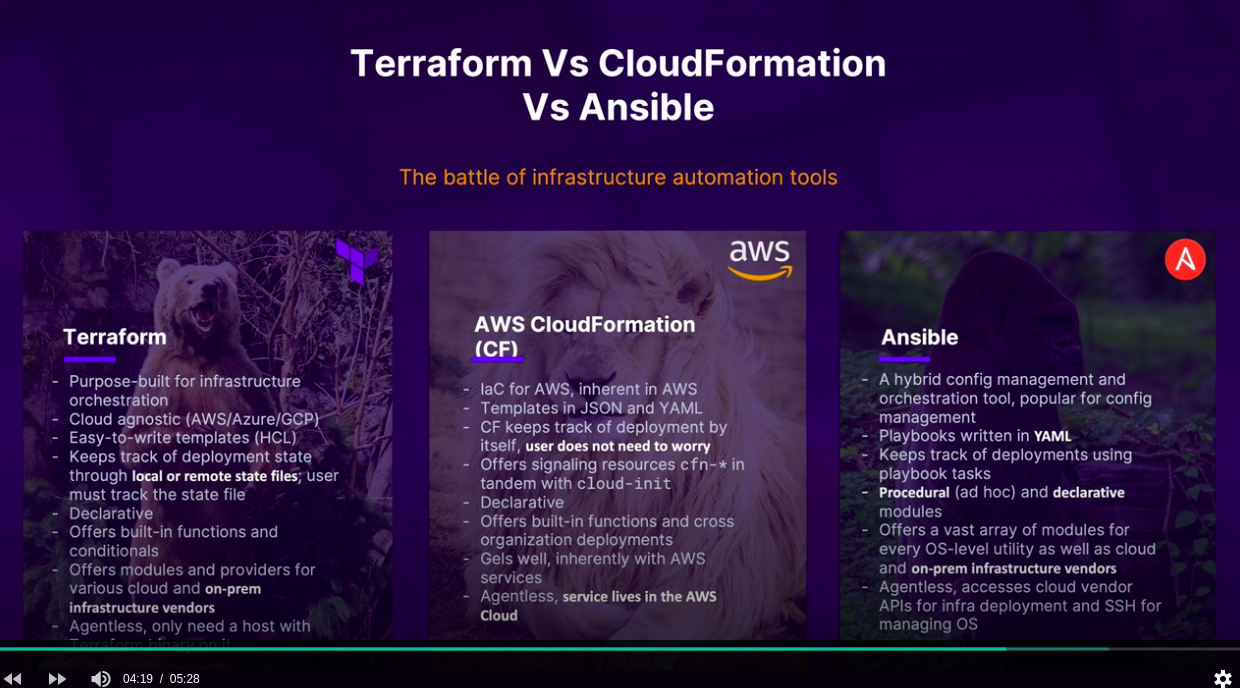 Terraform Vs CloudFormation
Vs Ansible
The battle of infrastructure automation tools
Terraform
- Purpose-built for infrastructure
orchestration
- Cloud agnostic (AWS/Azure/GCP)
- Easy-to-write templates (HCL)
- Keeps track of deployment state
through local or remote state files; user
must track the state file
- Declarative
- Offers built-in functions and
conditionals
- Offers modules and providers for
various cloud and on-prem
infrastructure vendors
- Agentless, only need a host with
Terraform binary on it
aws
AWS CloudFormation
(CF)
- IaC for AWS, inherent in AWS
- Templates in JSON and YAML
- CF keeps track of deployment by
itself, user does not need to worry
- Offers signaling resources cfn-* in
tandem with cloud-init
- Declarative
- Offers built-in functions and cross
organization deployments
- Gels well, inherently with AWS
services
- Agentless, service lives in the AWS
Cloud
A
Ansible
- A hybrid config management and
orchestration tool, popular for config
management
- Playbooks written in YAML
- Keeps track of deployments using
playbook tasks
- Procedural (ad hoc) and declarative
modules
- Offers a vast array of modules for
every OS-level utility as well as cloud
and on-prem infrastructure vendors
- Agentless, accesses cloud vendor
APIs for infra deployment and SSH for
managing OS
04:19 / 05:28